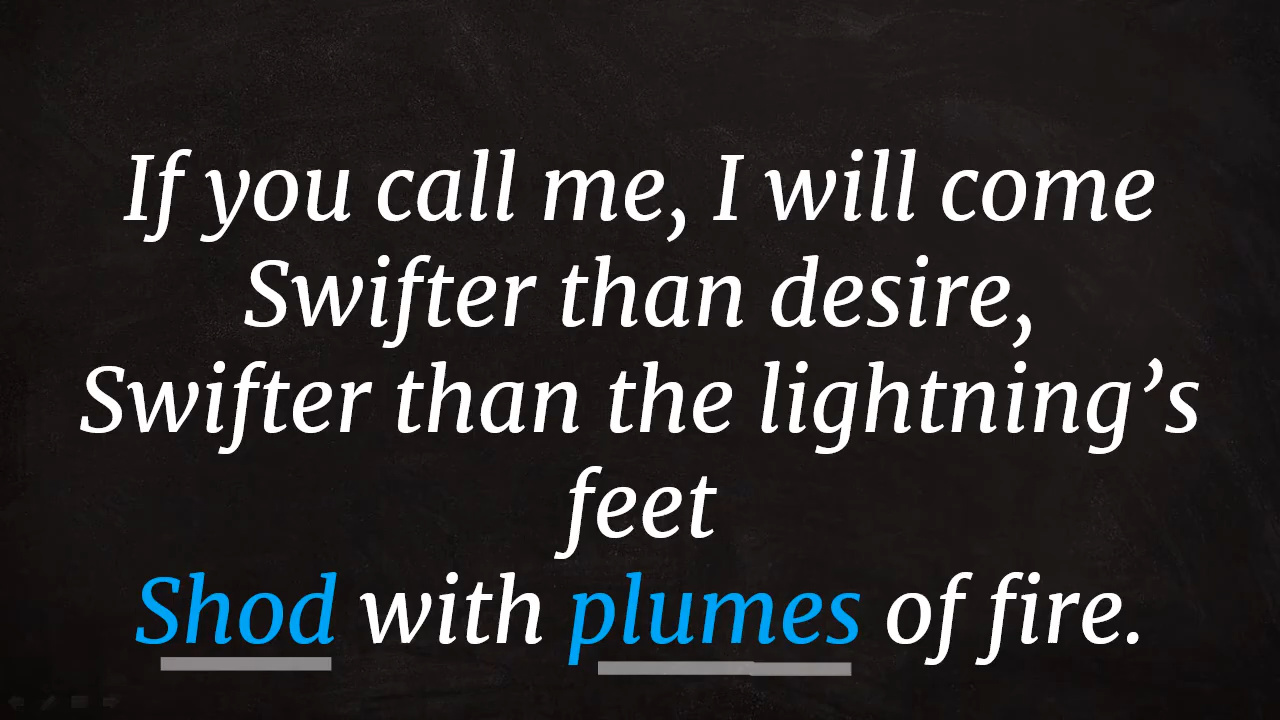 If you call me, I will come
Swifter than desire,
Swifter than the lightning’s
feet
Shod with plumes of fire.